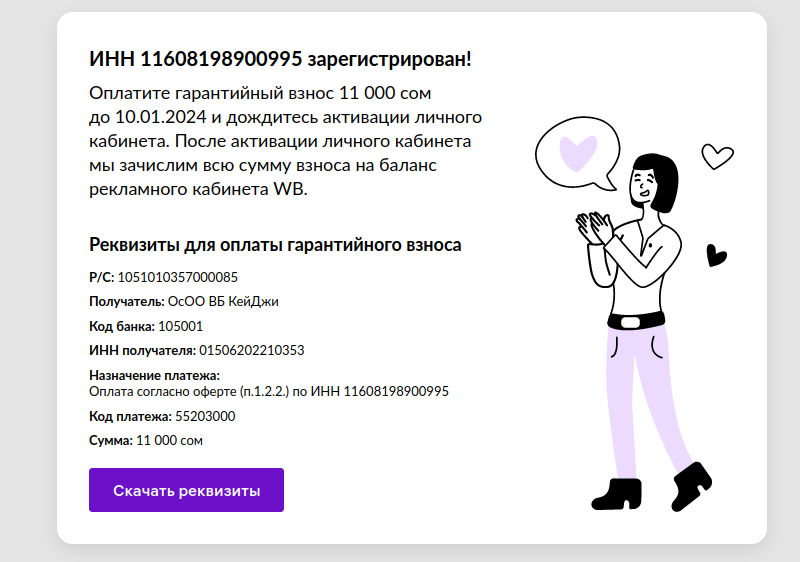 ИНН 11608198900995 зарегистрирован!
Оплатите гарантийный взнос 11 000 сом
до 10.01.2024 и дождитесь активации личного
кабинета. После активации личного кабинета
мы зачислим всю сумму взноса на баланс
рекламного кабинета WB.
Реквизиты для оплаты гарантийного взноса
Р/С: 1051010357000085
Получатель: ОсОО ВБ КейДжи
Код банка: 105001
ИНН получателя: 01506202210353
Назначение платежа:
Оплата согласно оферте (п.1.2.2.) по ИНН 11608198900995
Код платежа: 55203000
Сумма: 11 000 сом
Скачать реквизиты